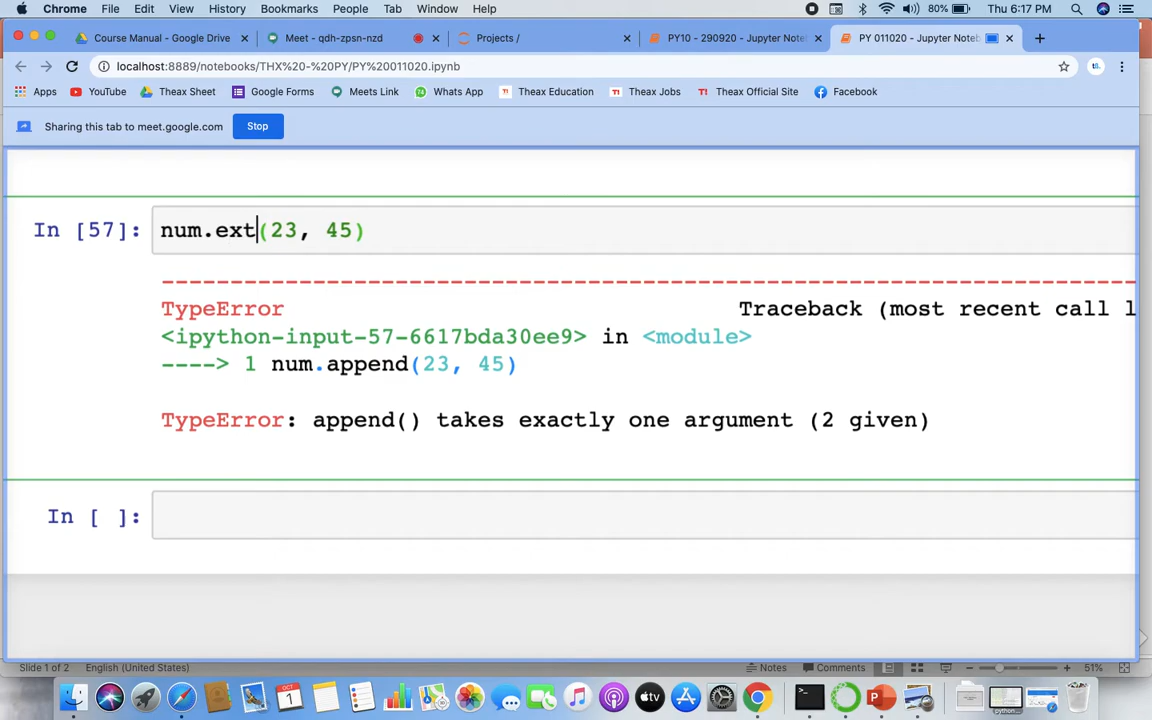 Chrome File Edit View History Bookmarks People Tab Window Help 80% Thu 6:17 PM
Course Manual - Google Drive Meet - qdh-zpsn-nzd Projects / PY10 - 290920 - Jupyter Note PY 011020 - Jupyter Notebo
localhost:8889/notebooks/THX%20-%20PY/PY%20011020.ipynb
Apps YouTube Theax Sheet Google Forms Meets Link Whats App Theax Education Theax Jobs Theax Official Site Facebook
Sharing this tab to meet.google.com Stop
In [57]: num.ext(23, 45)
TypeError Traceback (most recent call l
<ipython-input-57-6617bda30ee9> in <module>
----> 1 num.append(23, 45)
TypeError: append() takes exactly one argument (2 given)
In [ ]:
Slide 1 of 2 English (United States) Notes Comments 51%